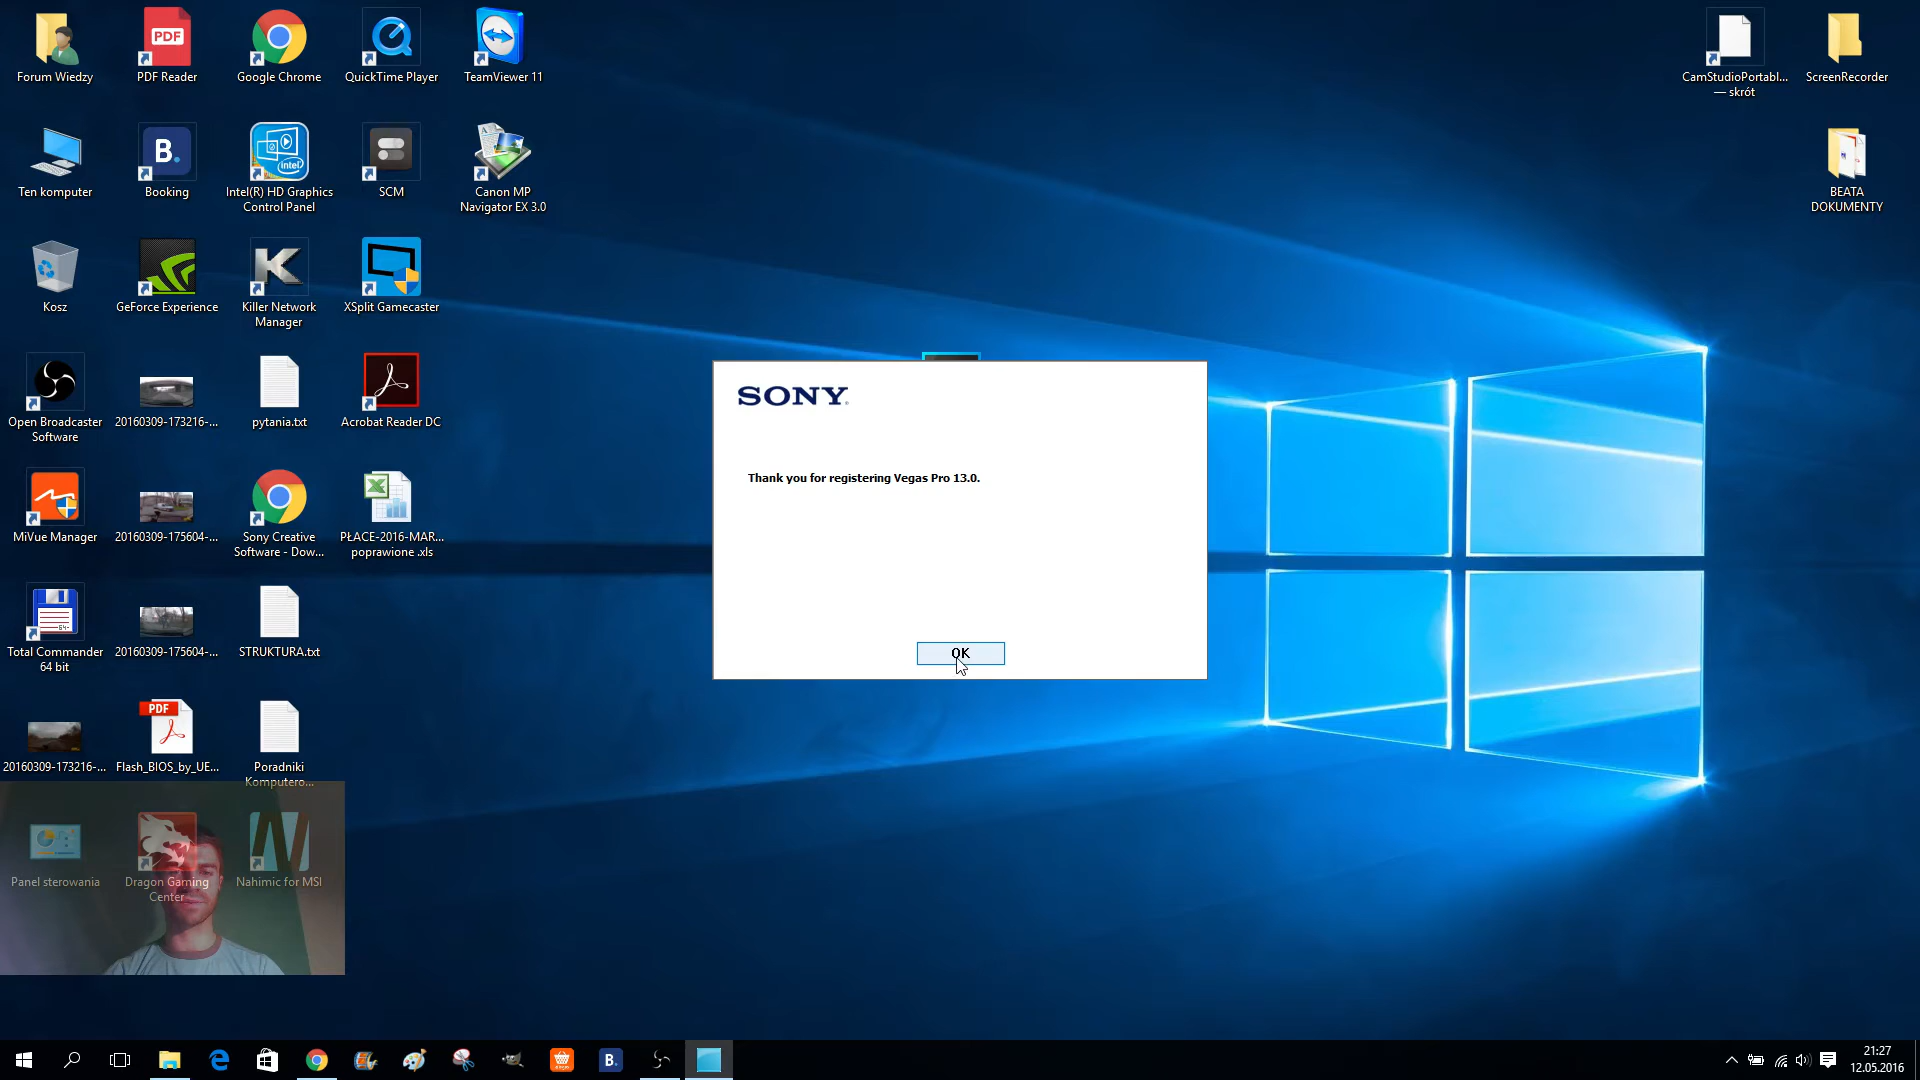 Forum Wiedzy
PDF
PDF Reader
Google Chrome
QuickTime Player
TeamViewer 11
CamStudioPortabl...
— skrót
ScreenRecorder
Ten komputer
B.
Booking
intel
Intel(R) HD Graphics
Control Panel
SCM
Canon MP
Navigator EX 3.0
BEATA
DOKUMENTY
Kosz
GeForce Experience
K
Killer Network
Manager
XSplit Gamecaster
Open Broadcaster
Software
20160309-173216-...
pytania.txt
Acrobat Reader DC
SONY
Thank you for registering Vegas Pro 13.0.
OK
MiVue Manager
20160309-175604-...
Sony Creative
Software - Dow...
PŁACE-2016-MAR...
poprawione .xls
Total Commander
64 bit
20160309-175604-...
STRUKTURA.txt
20160309-173216-...
PDF
Flash_BIOS_by_UE...
Poradniki
Komputero...
Panel sterowania
Dragon Gaming
Center
Nahimic for MSI
B.
21:27
12.05.2016